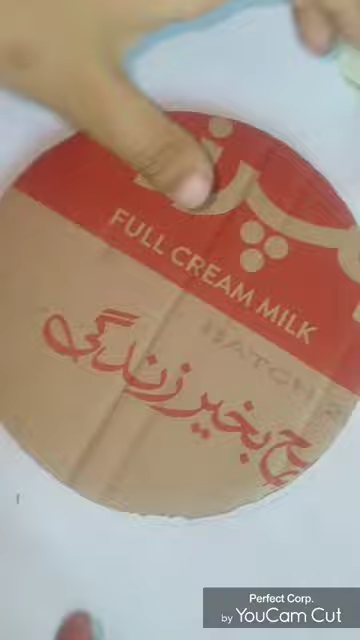 FULL CREAM MILK
BATCH
بخیر زندگی
Perfect Corp.
by YouCam Cut